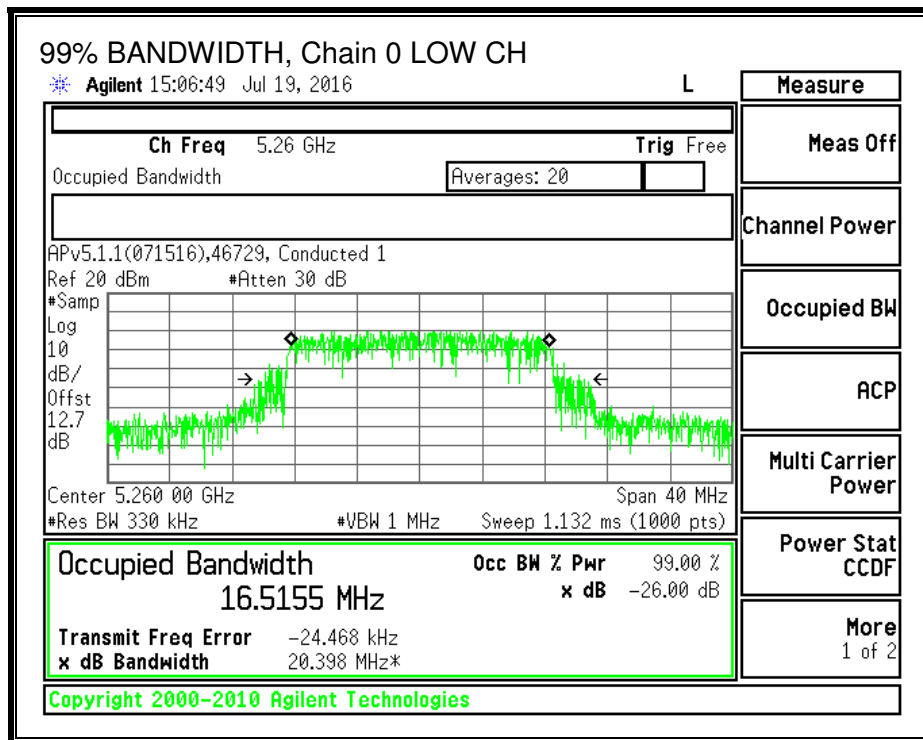 99% BANDWIDTH, Chain 0 LOW CH
Agilent 15:06:49 Jul 19, 2016 L
Measure
Ch Freq 5.26 GHz Trig Free
Meas Off
Occupied Bandwidth Averages: 20
Channel Power
APv5.1.1(071516),46729, Conducted 1
Ref 20 dBm #Atten 30 dB
#Samp
Log
10
dB/
Offst
12.7
dB
Occupied BW
ACP
Multi Carrier
Power
Center 5.260 00 GHz Span 40 MHz
#Res BW 330 kHz #VBW 1 MHz Sweep 1.132 ms (1000 pts)
Power Stat
CCDF
Occupied Bandwidth Occ BW % Pwr 99.00 %
16.5155 MHz x dB -26.00 dB
Transmit Freq Error -24.468 kHz
x dB Bandwidth 20.398 MHz*
More
1 of 2
Copyright 2000-2010 Agilent Technologies